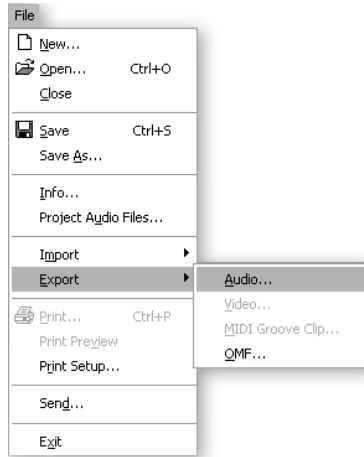 File
New...
Open... Ctrl+O
Close
Save Ctrl+S
Save As...
Info...
Project Audio Files...
Import
Export
Audio...
Video...
MIDI Groove Clip...
OMF...
Print... Ctrl+P
Print Preview
Print Setup...
Send...
Exit